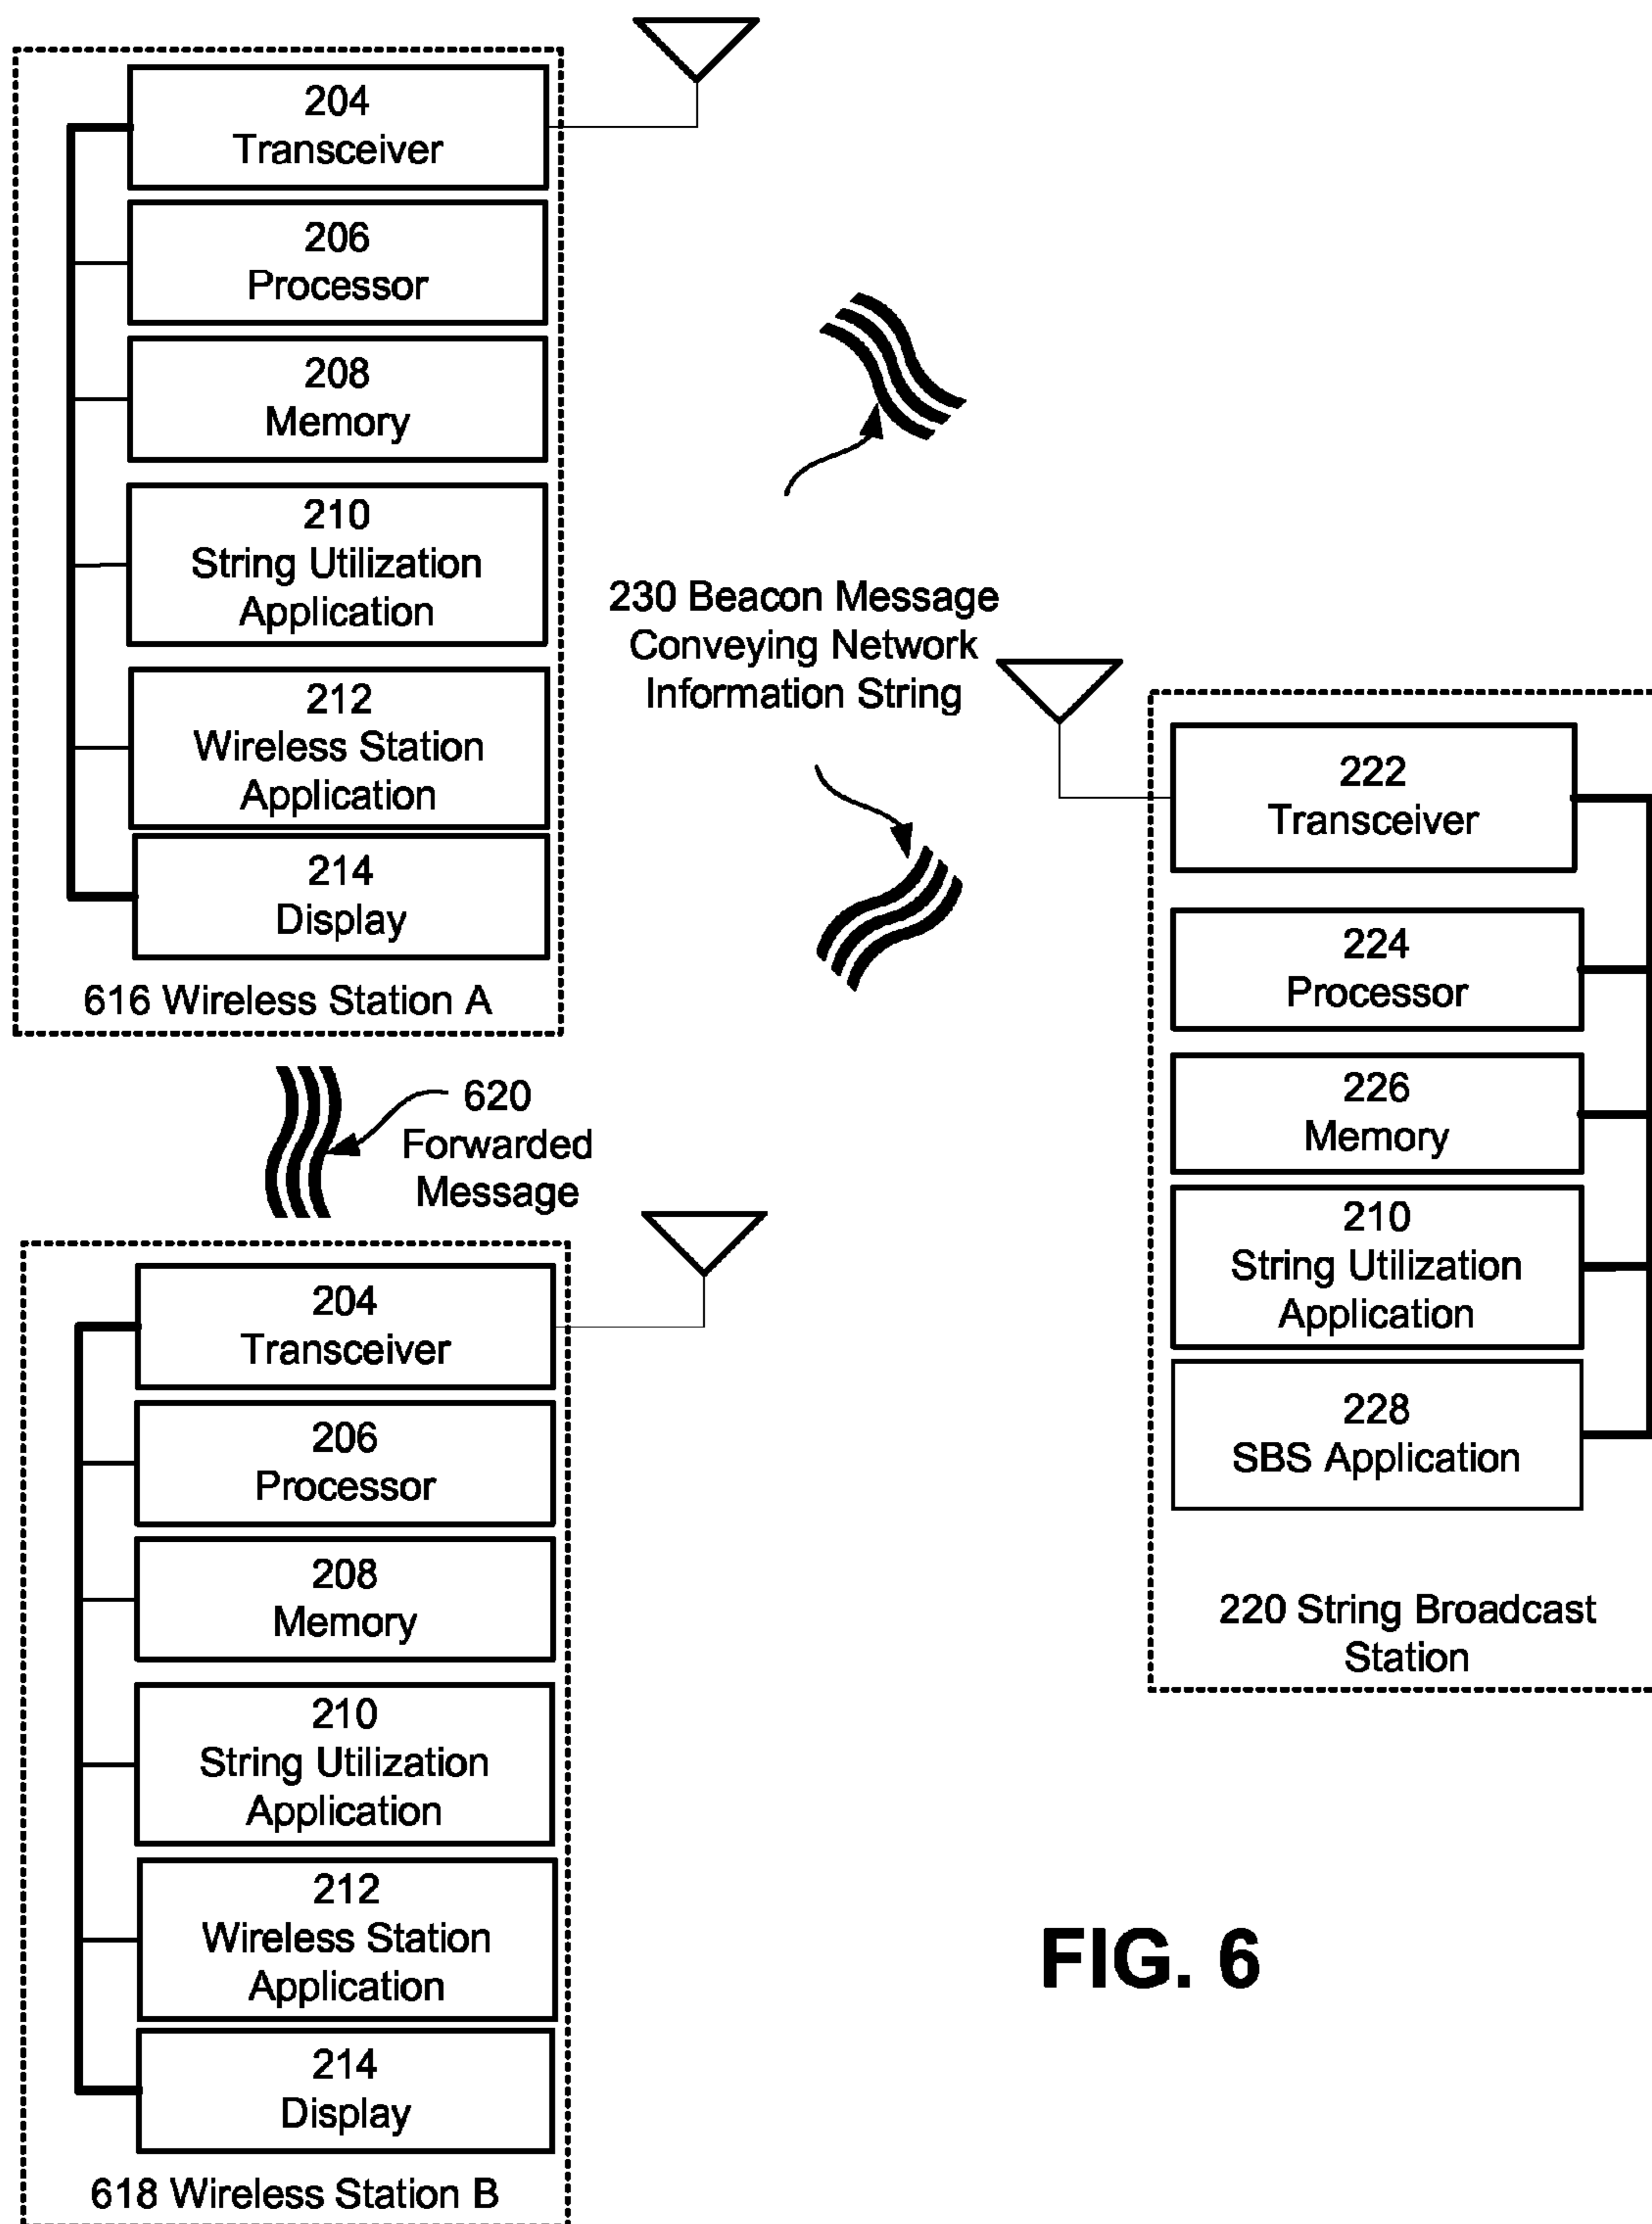 204
Transceiver
206
Processor
208
Memory
210
String Utilization
Application
212
Wireless Station
Application
214
Display
616 Wireless Station A
230 Beacon Message
Conveying Network
Information String
620
Forwarded
Message
204
Transceiver
206
Processor
208
Memory
210
String Utilization
Application
212
Wireless Station
Application
214
Display
618 Wireless Station B
222
Transceiver
224
Processor
226
Memory
210
String Utilization
Application
228
SBS Application
220 String Broadcast
Station
FIG. 6